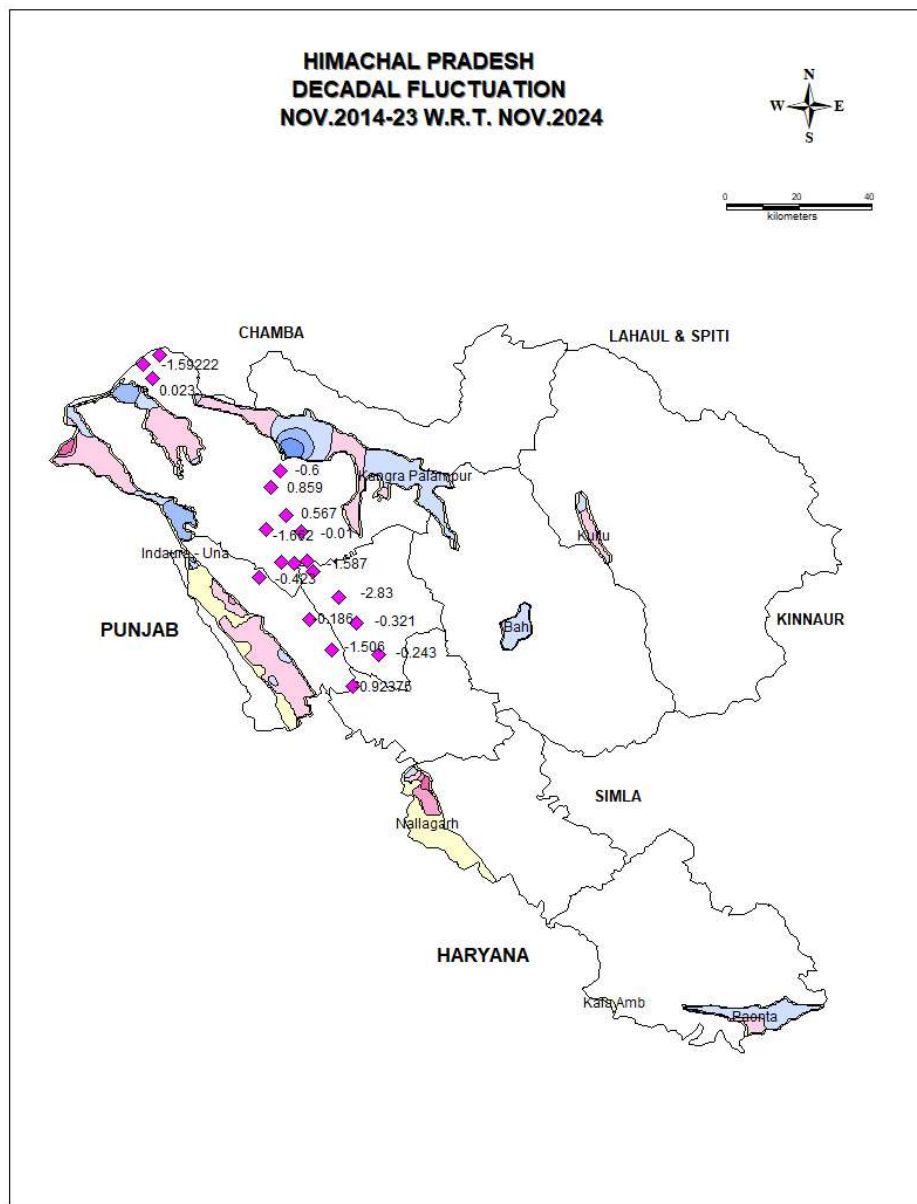 HIMACHAL PRADESH
DECADAL FLUCTUATION
NOV.2014-23 W.R.T. NOV.2024
N
W E
S
0 20 40
kilometers
CHAMBA
LAHAUL & SPITI
-1.59222
0.023
-0.6
Kangra Palampur
0.859
0.567
-0.01
Kullu
Indaura - Una
1.587
-0.423
-2.83
PUNJAB
0.186
-0.321
Bah
KINNAUR
-1.506
-0.243
0.92375
SIMLA
Nallagarh
HARYANA
Kala Amb
Paonta